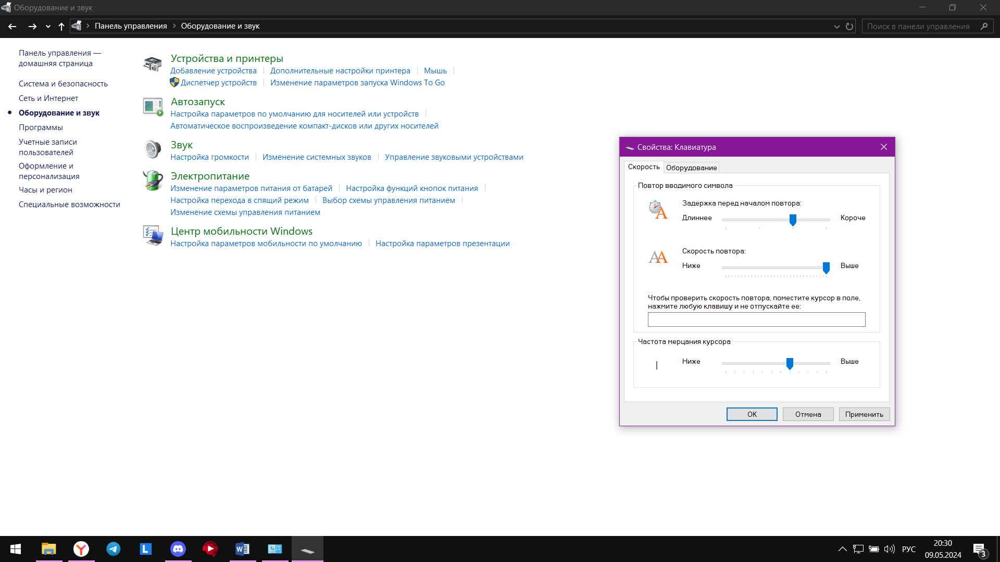 Оборудование и звук
Панель управления
Оборудование и звук
Поиск в панели управления
Панель управления —
домашняя страница
Система и безопасность
Сеть и Интернет
Оборудование и звук
Программы
Учетные записи
пользователей
Оформление и
персонализация
Часы и регион
Специальные возможности
Устройства и принтеры
Добавление устройства
Дополнительные настройки принтера
Мышь
Диспетчер устройств
Изменение параметров запуска Windows To Go
Автозапуск
Настройка параметров по умолчанию для носителей или устройств
Автоматическое воспроизведение компакт-дисков или других носителей
Звук
Настройка громкости
Изменение системных звуков
Управление звуковыми устройствами
Электропитание
Изменение параметров питания от батарей
Настройка функций кнопок питания
Настройка перехода в спящий режим
Выбор схемы управления питанием
Изменение схемы управления питанием
Центр мобильности Windows
Настройка параметров мобильности по умолчанию
Настройка параметров презентации
Свойства: Клавиатура
Скорость
Оборудование
Повтор вводимого символа
Задержка перед началом повтора:
Длиннее
Короче
Скорость повтора:
Ниже
Выше
Чтобы проверить скорость повтора, поместите курсор в поле,
нажмите любую клавишу и не отпускайте ее:
Частота мерцания курсора
Ниже
Выше
ОК
Отмена
Применить
РУС
20:30
09.05.2024
3